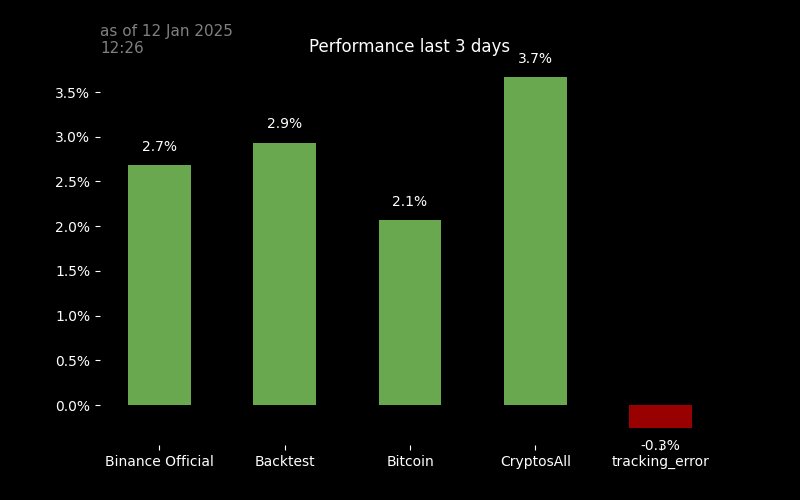 as of 12 Jan 2025
12:26
Performance last 3 days
3.7%
3.5%
2.9%
3.0%
2.7%
2.5%
2.1%
2.0%
1.5%
1.0%
0.5%
0.0%
-0.3%
Binance Official
Backtest
Bitcoin
CryptosAll
tracking_error